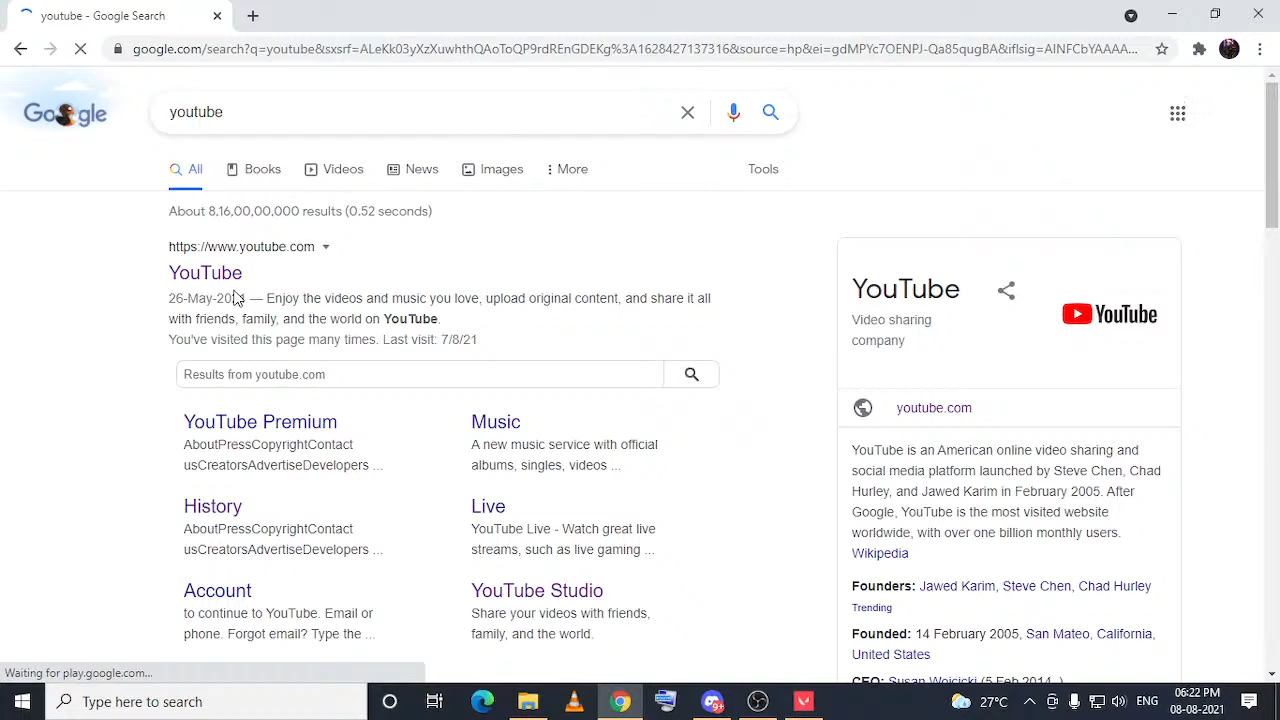 youtube - Google Search
google.com/search?q=youtube&sxsrf=ALeKk03yXzXuwhthQAoToQP9rdREnGDEKg%3A1628427137316&source=hp&ei=gdMPYc7OENPJ-Qa85qugBA&iflsig=AINFCbYAAAA...
Google
youtube
All Books Videos News Images More Tools
About 8,16,00,00,000 results (0.52 seconds)
https://www.youtube.com
YouTube
— Enjoy the videos and music you love, upload original content, and share it all
with friends, family, and the world on YouTube.
You've visited this page many times. Last visit: 7/8/21
Results from youtube.com
YouTube Premium
AboutPressCopyrightContact
usCreatorsAdvertiseDevelopers ...
Music
A new music service with official
albums, singles, videos ...
History
AboutPressCopyrightContact
usCreatorsAdvertiseDevelopers ...
Live
YouTube Live - Watch great live
streams, such as live gaming ...
Account
to continue to YouTube. Email or
phone. Forgot email? Type the ...
YouTube Studio
Share your videos with friends,
family, and the world.
YouTube
Video sharing
company
YouTube
youtube.com
YouTube is an American online video sharing and
social media platform launched by Steve Chen, Chad
Hurley, and Jawed Karim in February 2005. After
Google, YouTube is the most visited website
worldwide, with over one billion monthly users.
Wikipedia
Founders: Jawed Karim, Steve Chen, Chad Hurley
Trending
Founded: 14 February 2005, San Mateo, California,
United States
CEO: Susan Wojcicki (5 Feb 2014–)
Waiting for play.google.com...
Type here to search
9+
27°C
ENG
06:22 PM
08-08-2021